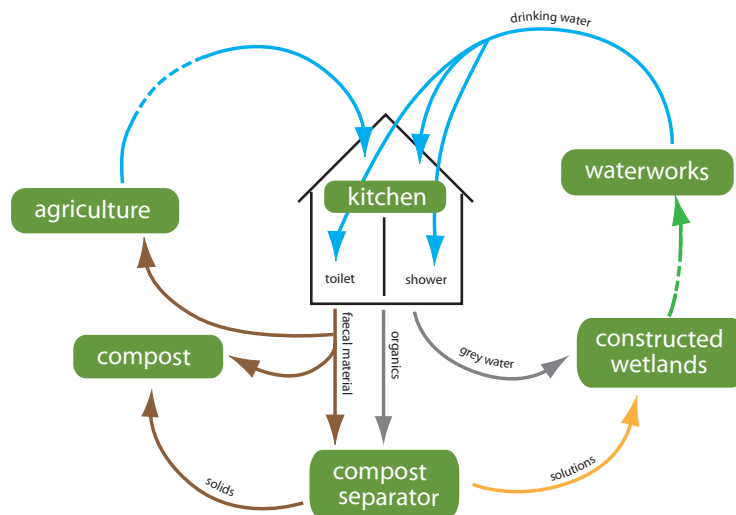 drinking water
waterworks
kitchen
agriculture
toilet
shower
faecal material
organics
grey water
constructed
wetlands
compost
solids
compost
separator
solutions